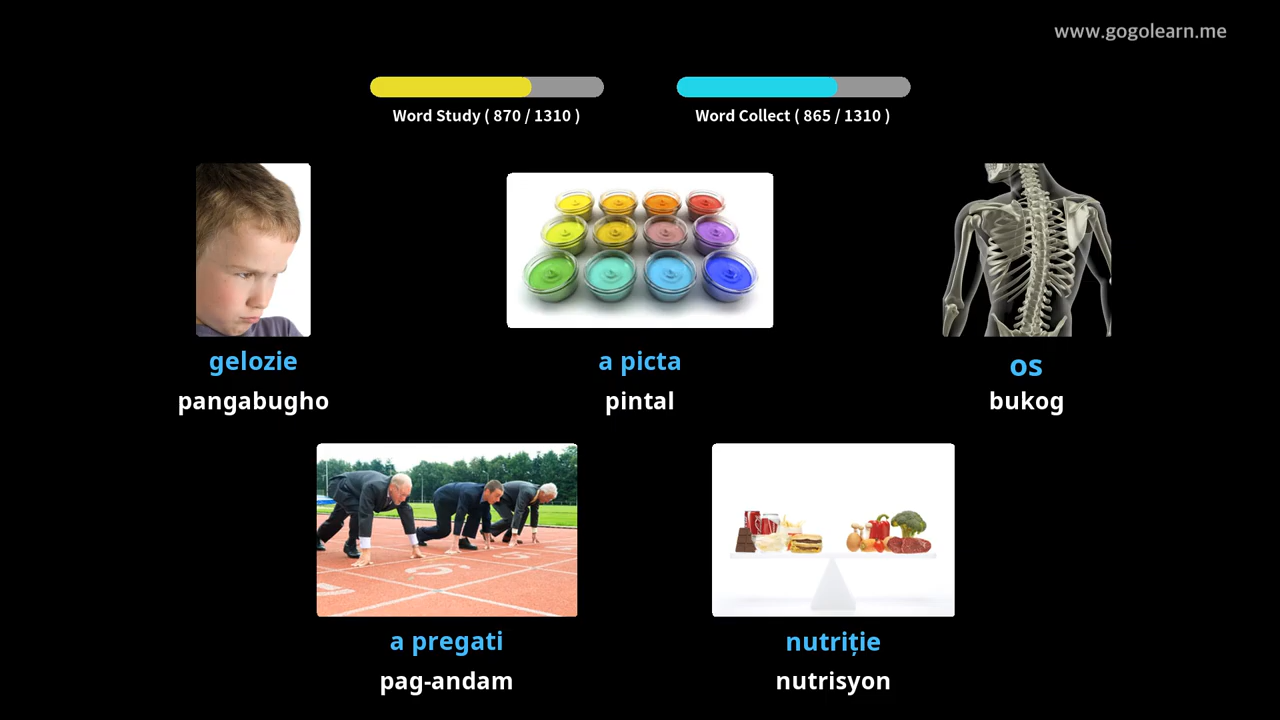 www.gogolearn.me
Word Study ( 870 / 1310 )
Word Collect ( 865 / 1310 )
gelozie
pangabugho
a picta
pintal
os
bukog
a pregati
pag-andam
nutriție
nutrisyon